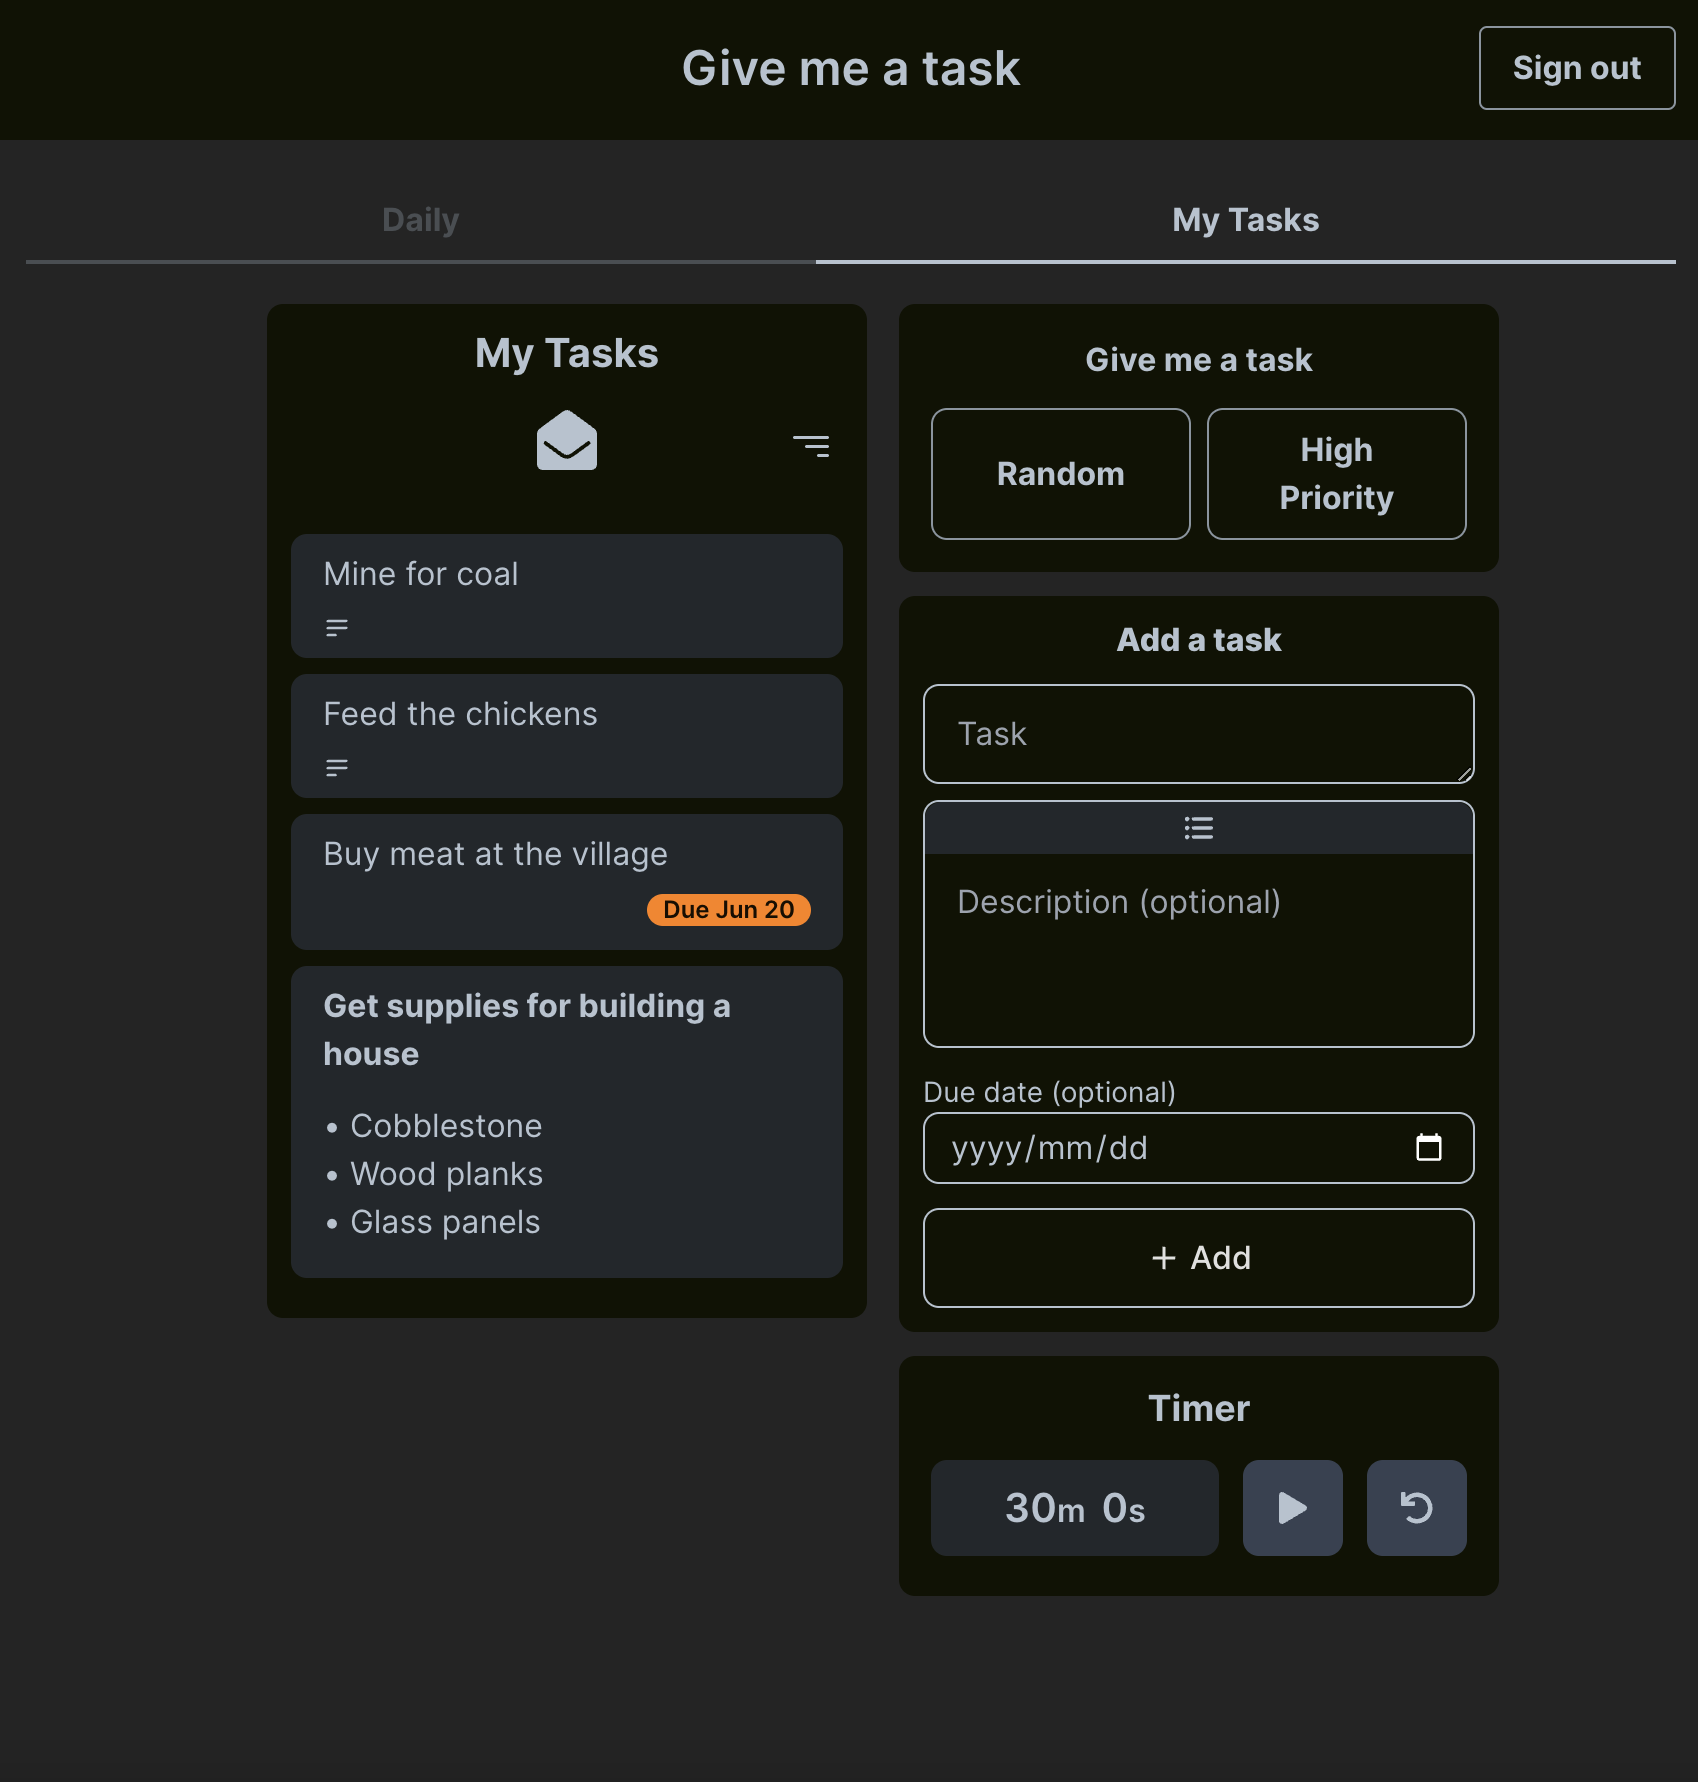 Give me a task
Sign out
Daily
My Tasks
My Tasks
Mine for coal
Feed the chickens
Buy meat at the village
Due Jun 20
Get supplies for building a
house
• Cobblestone
• Wood planks
• Glass panels
Give me a task
Random
High
Priority
Add a task
Task
Description (optional)
Due date (optional)
yyyy/mm/dd
+ Add
Timer
30m 0s